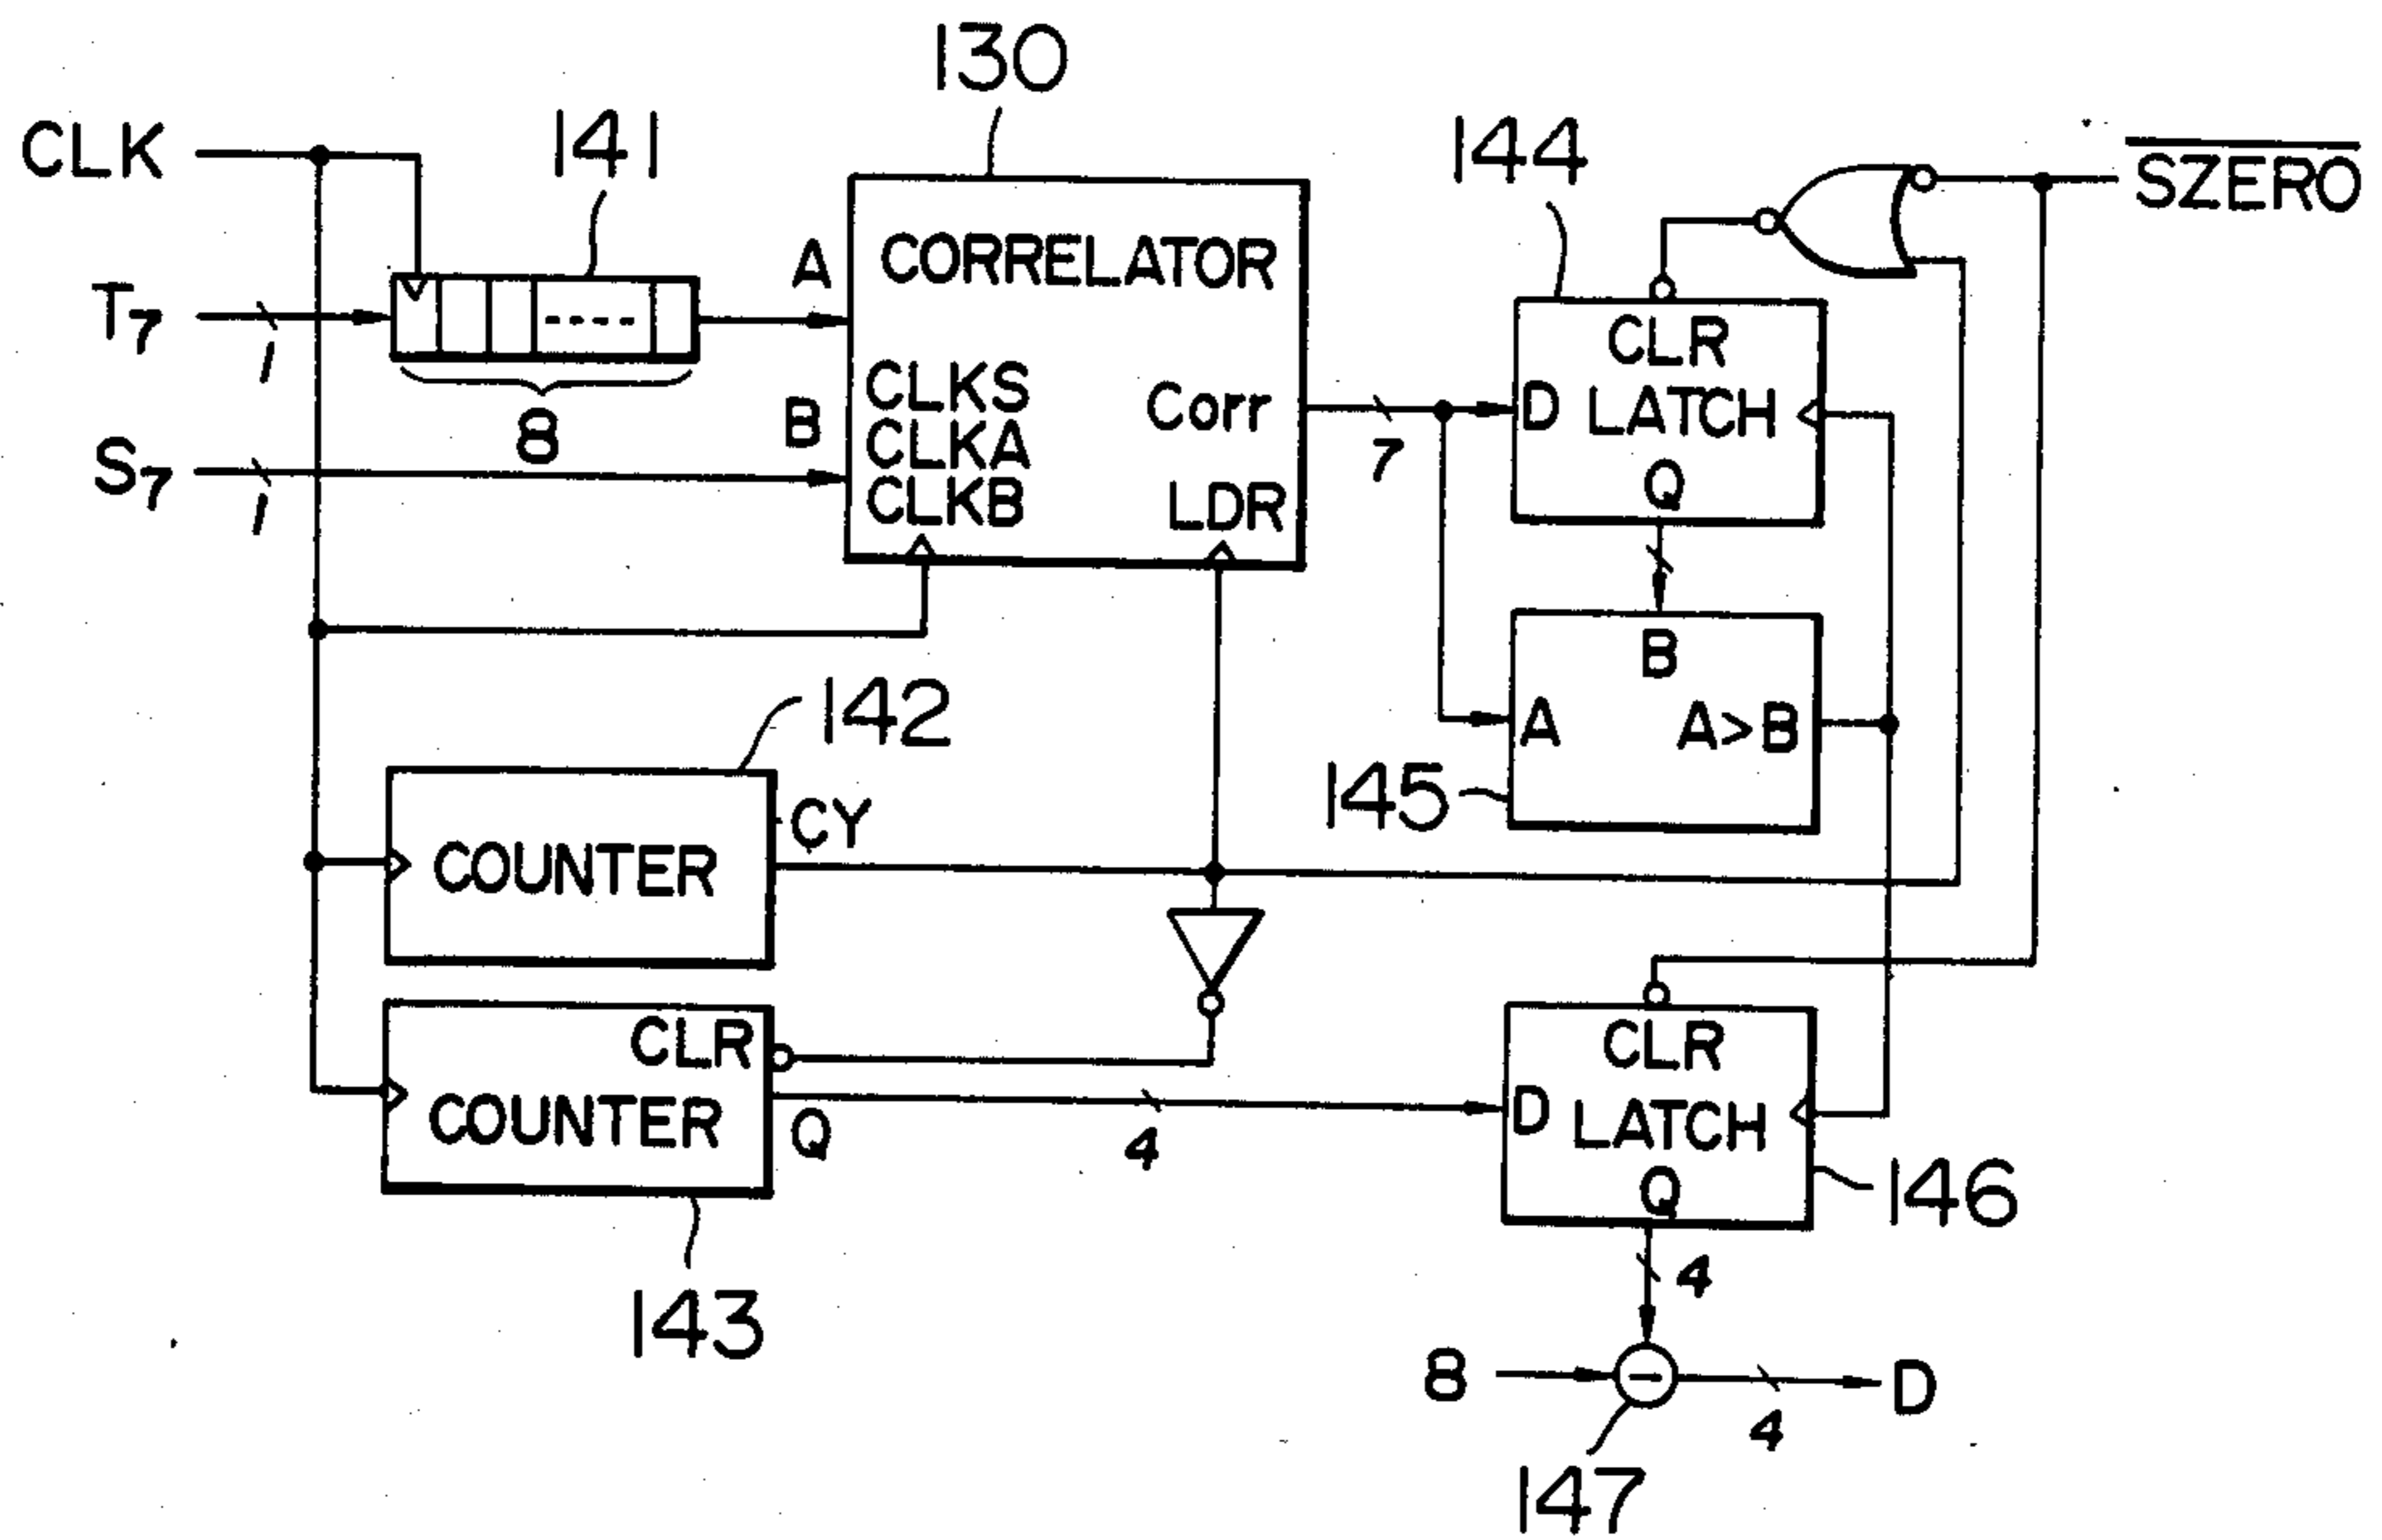 130
CLK
141
144
SZERO
A
CORRELATOR
T7
1
CLR
8
B
CLKS
CLKA
CLKB
Corr
LDR
7
D LATCH
Q
S7
1
B
A
A>B
142
145
CY
COUNTER
CLR
COUNTER
Q
4
CLR
D LATCH
Q
146
143
4
8
−
D
4
147